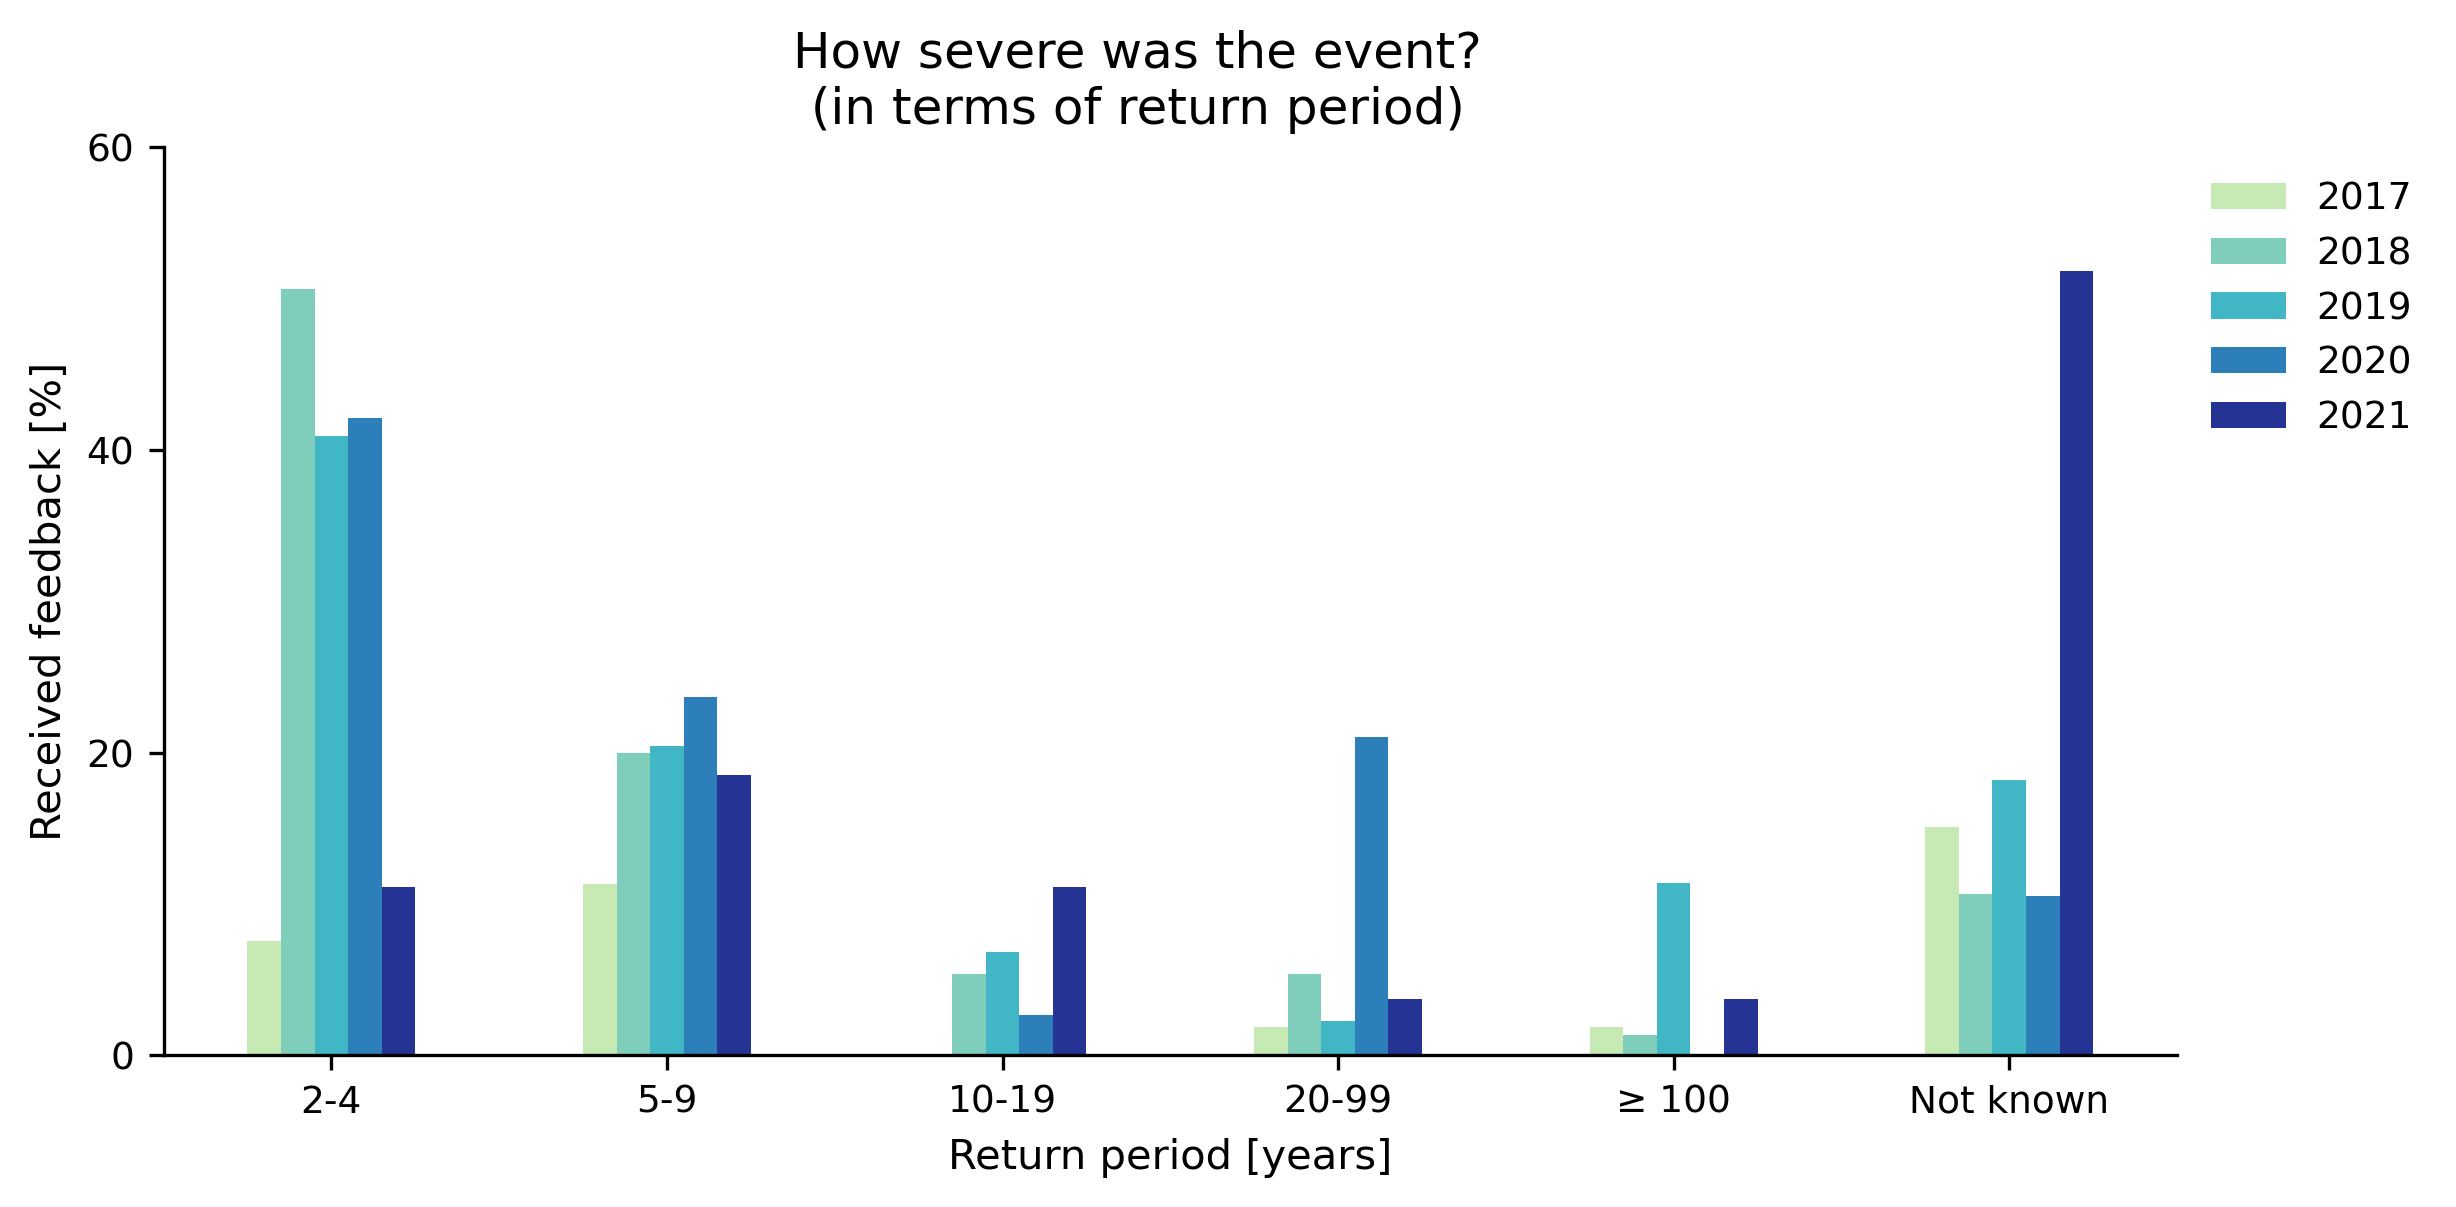 How severe was the event?
(in terms of return period)
60
40
20
0
Received feedback [%]
2-4
5-9
10-19
20-99
≥ 100
Not known
Return period [years]
2017
2018
2019
2020
2021